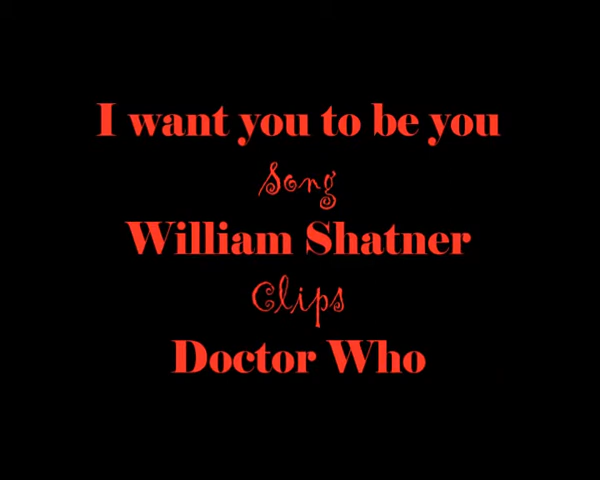 I want you to be you
Song
William Shatner
Clips
Doctor Who